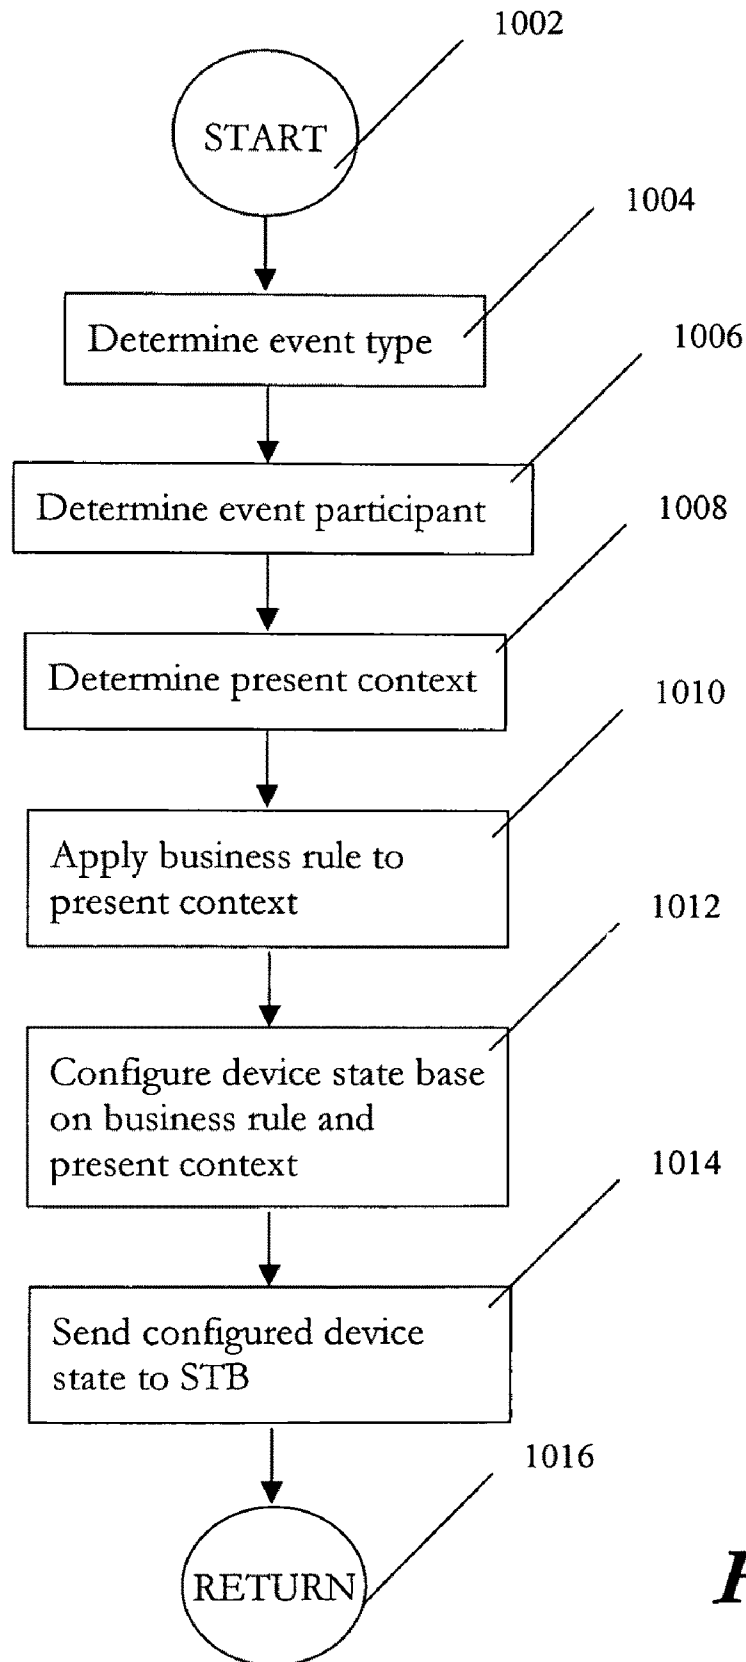 1002
START
1004
Determine event type
1006
Determine event participant
1008
Determine present context
1010
Apply business rule to
present context
1012
Configure device state base
on business rule and
present context
1014
Send configured device
state to STB
1016
RETURN